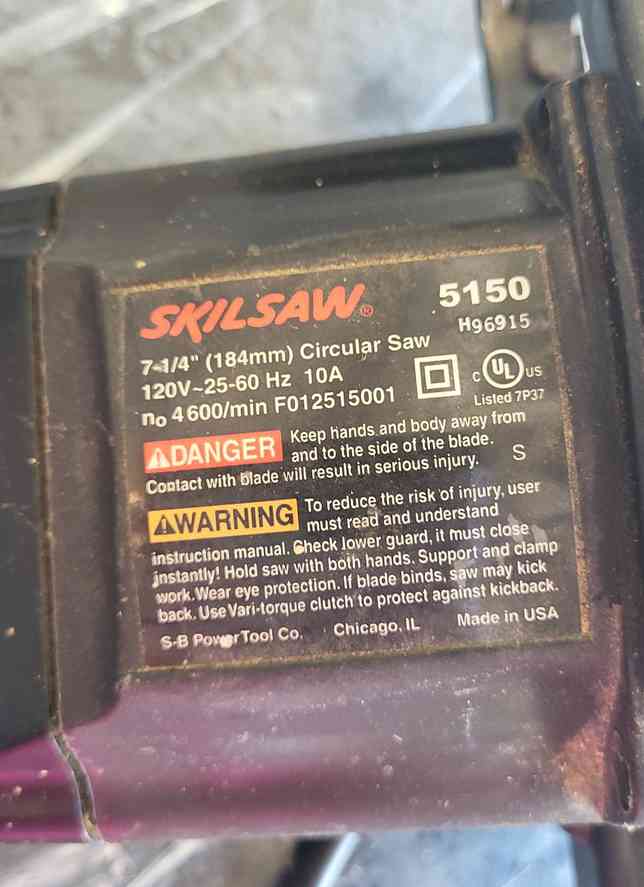 SKILSAW®
5150
H96915
7-1/4" (184mm) Circular Saw
120V~25-60 Hz 10A
no 4600/min F012515001
C UL US
Listed 7P37
DANGER Keep hands and body away from
and to the side of the blade.
Contact with blade will result in serious injury.
S
WARNING To reduce the risk of injury, user
must read and understand
instruction manual. Check lower guard, it must close
instantly! Hold saw with both hands. Support and clamp
work. Wear eye protection. If blade binds, saw may kick
back. Use Vari-torque clutch to protect against kickback.
S-B Power Tool Co. Chicago, IL Made in USA